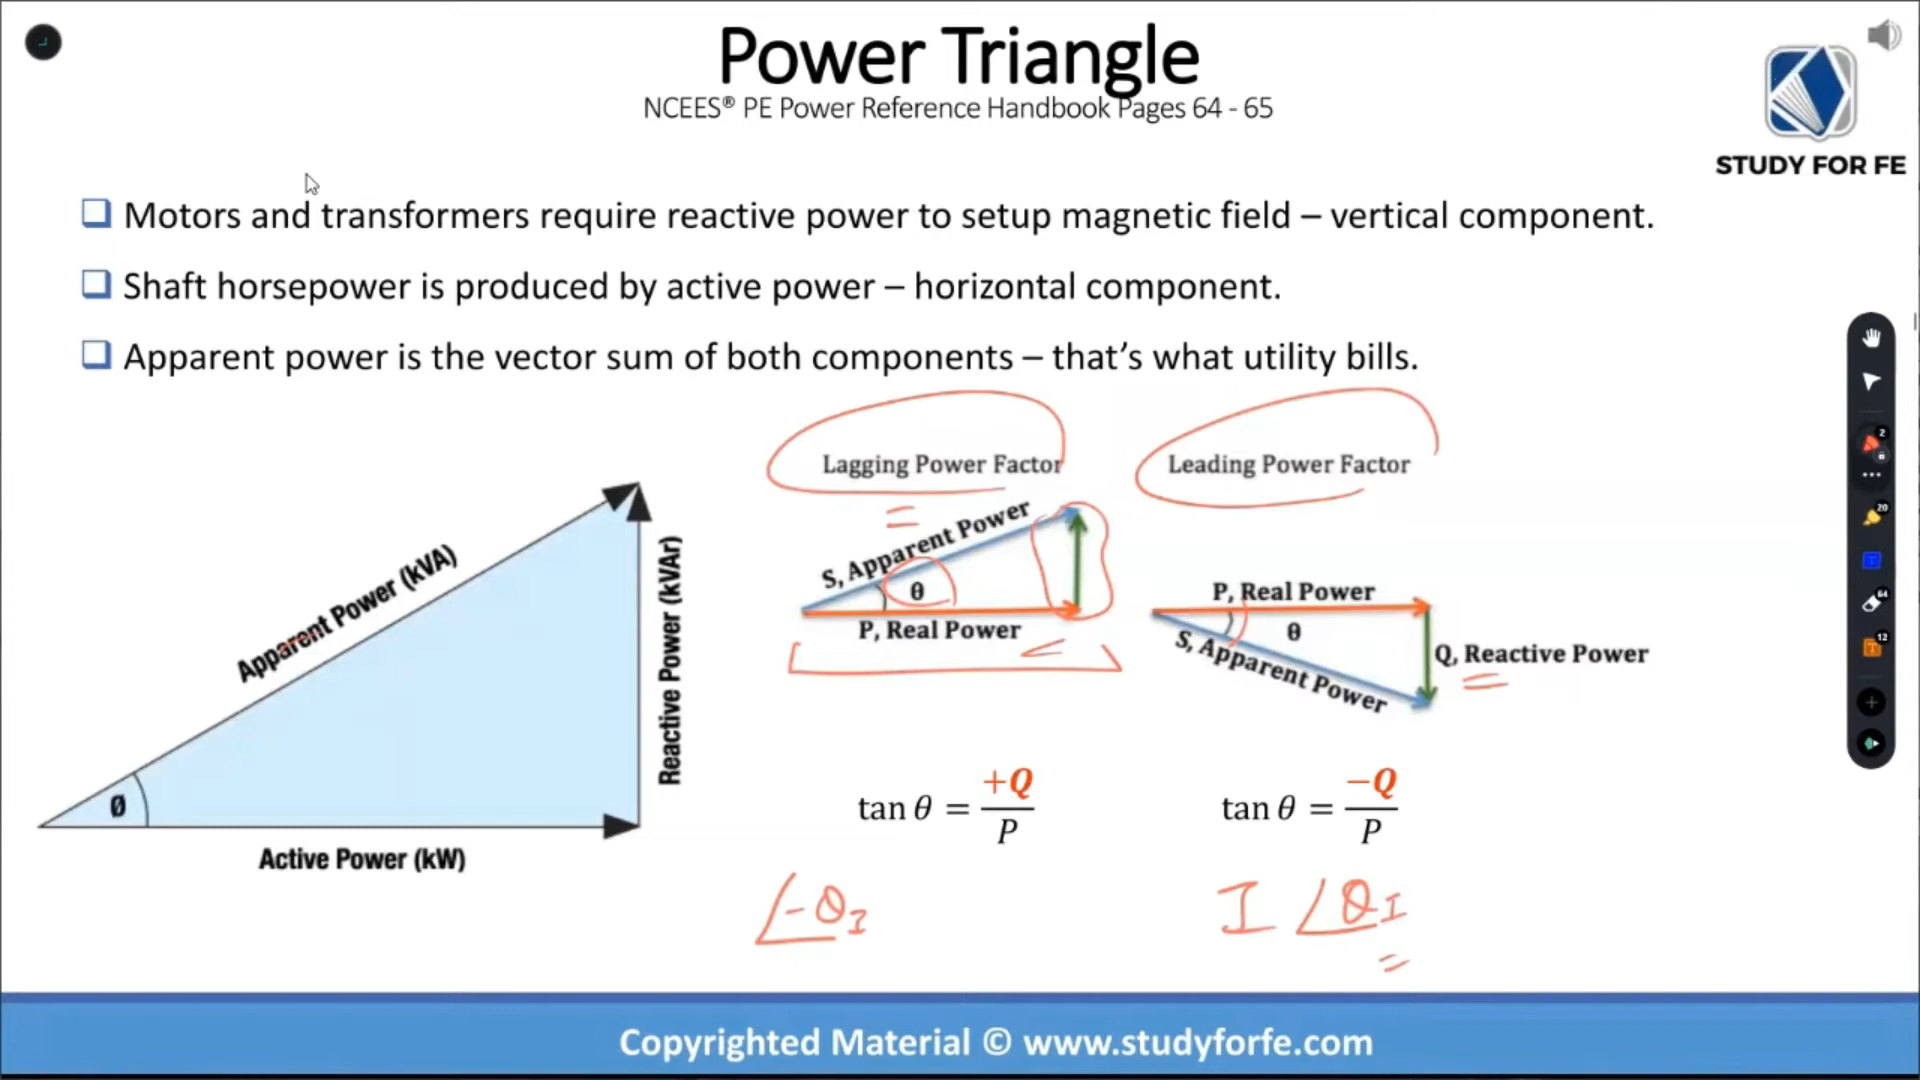 Power Triangle
NCEES® PE Power Reference Handbook Pages 64 - 65
STUDY FOR FE
Motors and transformers require reactive power to setup magnetic field – vertical component.
Shaft horsepower is produced by active power – horizontal component.
Apparent power is the vector sum of both components – that's what utility bills.
Apparent Power (kVA)
Reactive Power (kVAr)
Ø
Active Power (kW)
Lagging Power Factor
S, Apparent Power
θ
P, Real Power
tan θ = +Q / P
∠-θI
Leading Power Factor
P, Real Power
θ
S, Apparent Power
Q, Reactive Power
tan θ = −Q / P
I ∠θI
2
20
64
12
Copyrighted Material © www.studyforfe.com